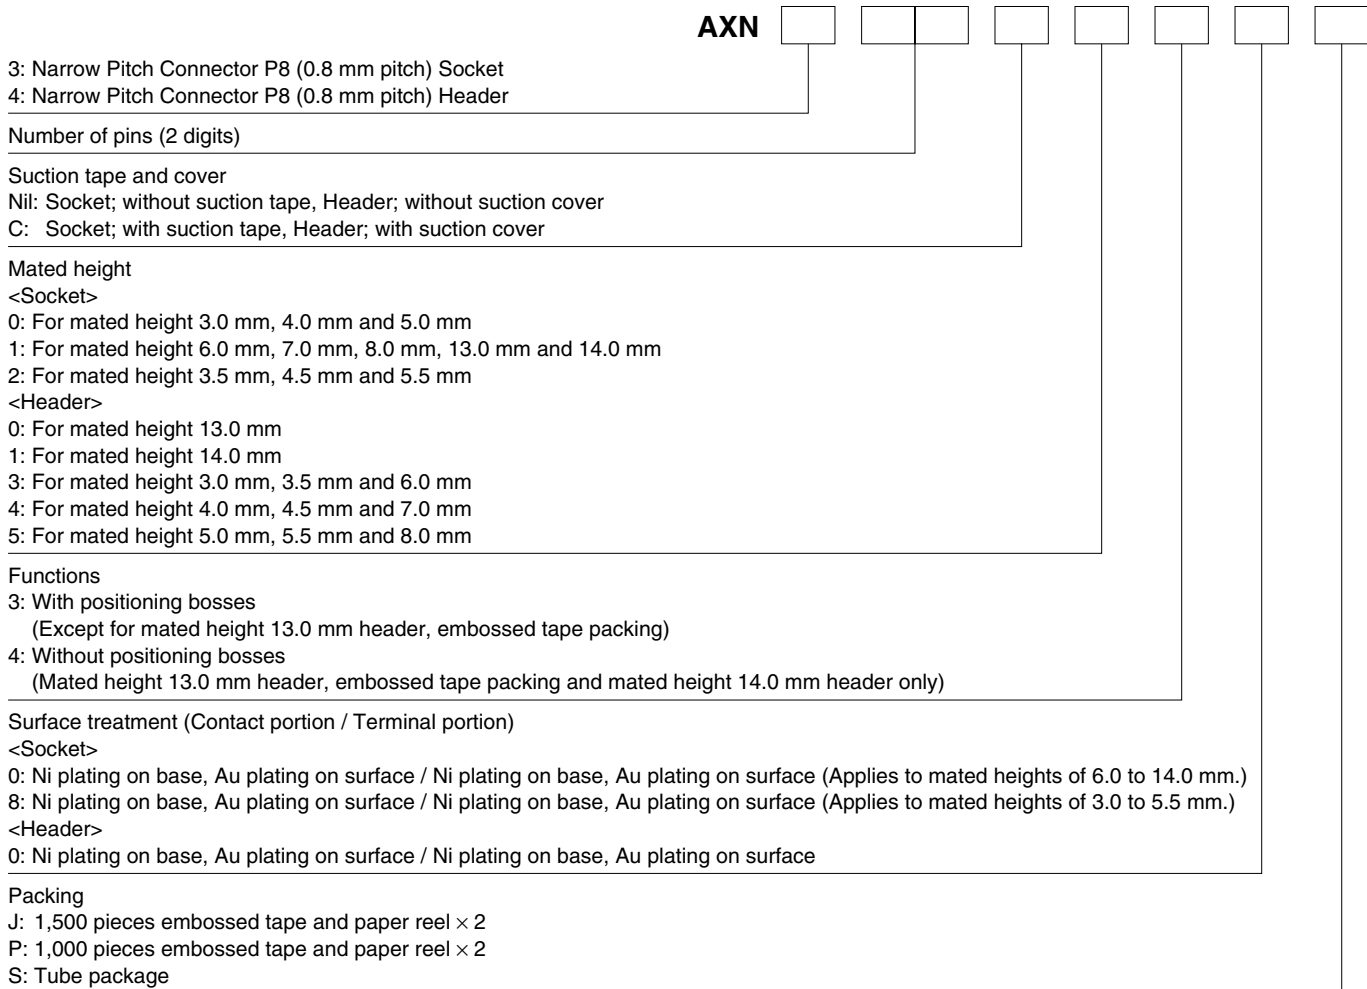 AXN
3: Narrow Pitch Connector P8 (0.8 mm pitch) Socket
4: Narrow Pitch Connector P8 (0.8 mm pitch) Header
Number of pins (2 digits)
Suction tape and cover
Nil: Socket; without suction tape, Header; without suction cover
C: Socket; with suction tape, Header; with suction cover
Mated height
<Socket>
0: For mated height 3.0 mm, 4.0 mm and 5.0 mm
1: For mated height 6.0 mm, 7.0 mm, 8.0 mm, 13.0 mm and 14.0 mm
2: For mated height 3.5 mm, 4.5 mm and 5.5 mm
<Header>
0: For mated height 13.0 mm
1: For mated height 14.0 mm
3: For mated height 3.0 mm, 3.5 mm and 6.0 mm
4: For mated height 4.0 mm, 4.5 mm and 7.0 mm
5: For mated height 5.0 mm, 5.5 mm and 8.0 mm
Functions
3: With positioning bosses
(Except for mated height 13.0 mm header, embossed tape packing)
4: Without positioning bosses
(Mated height 13.0 mm header, embossed tape packing and mated height 14.0 mm header only)
Surface treatment (Contact portion / Terminal portion)
<Socket>
0: Ni plating on base, Au plating on surface / Ni plating on base, Au plating on surface (Applies to mated heights of 6.0 to 14.0 mm.)
8: Ni plating on base, Au plating on surface / Ni plating on base, Au plating on surface (Applies to mated heights of 3.0 to 5.5 mm.)
<Header>
0: Ni plating on base, Au plating on surface / Ni plating on base, Au plating on surface
Packing
J: 1,500 pieces embossed tape and paper reel × 2
P: 1,000 pieces embossed tape and paper reel × 2
S: Tube package